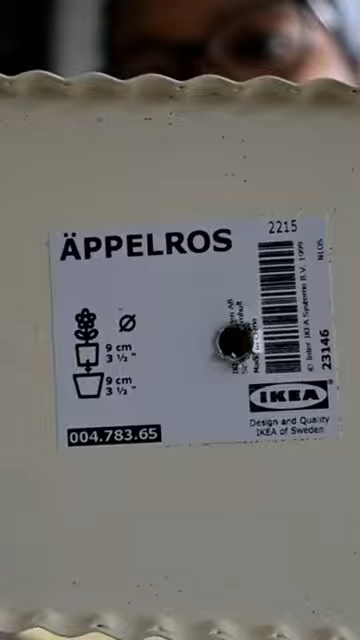 ÄPPELROS
2215
Ø
9 cm
3 ½ "
9 cm
3 ½ "
004.783.65
© Inter IKEA Systems B.V. 1999
23146
IKEA
Design and Quality
IKEA of Sweden